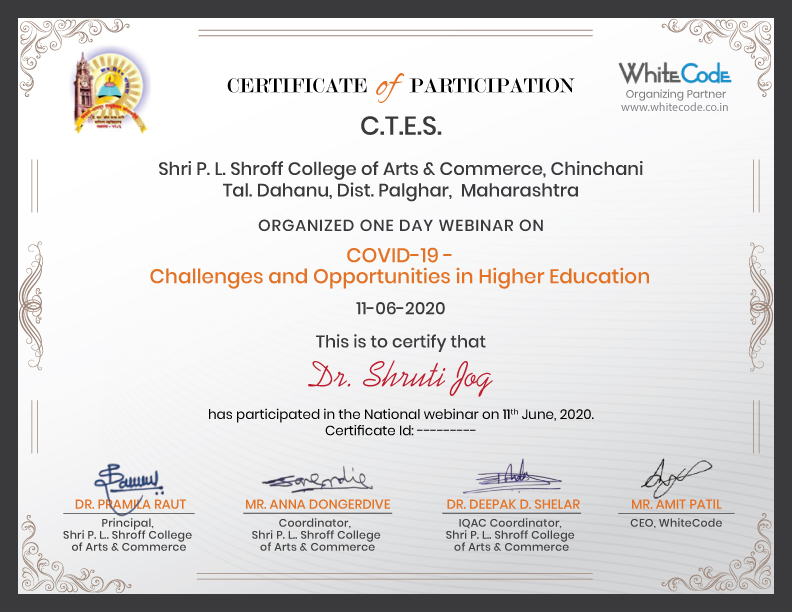 CERTIFICATE of PARTICIPATION
WhiteCode
Organizing Partner
www.whitecode.co.in
C.T.E.S.
Shri P. L. Shroff College of Arts & Commerce, Chinchani
Tal. Dahanu, Dist. Palghar, Maharashtra
ORGANIZED ONE DAY WEBINAR ON
COVID-19 -
Challenges and Opportunities in Higher Education
11-06-2020
This is to certify that
Dr. Shruti Jog
has participated in the National webinar on 11th June, 2020.
Certificate Id: ---------
DR. PRAMILA RAUT
Principal,
Shri P. L.. Shroff College
of Arts & Commerce
MR. ANNA DONGERDIVE
Coordinator,
Shri P. L.. Shroff College
of Arts & Commerce
DR. DEEPAK D. SHELAR
IQAC Coordinator,
Shri P. L.. Shroff College
of Arts & Commerce
MR. AMIT PATIL
CEO, WhiteCode